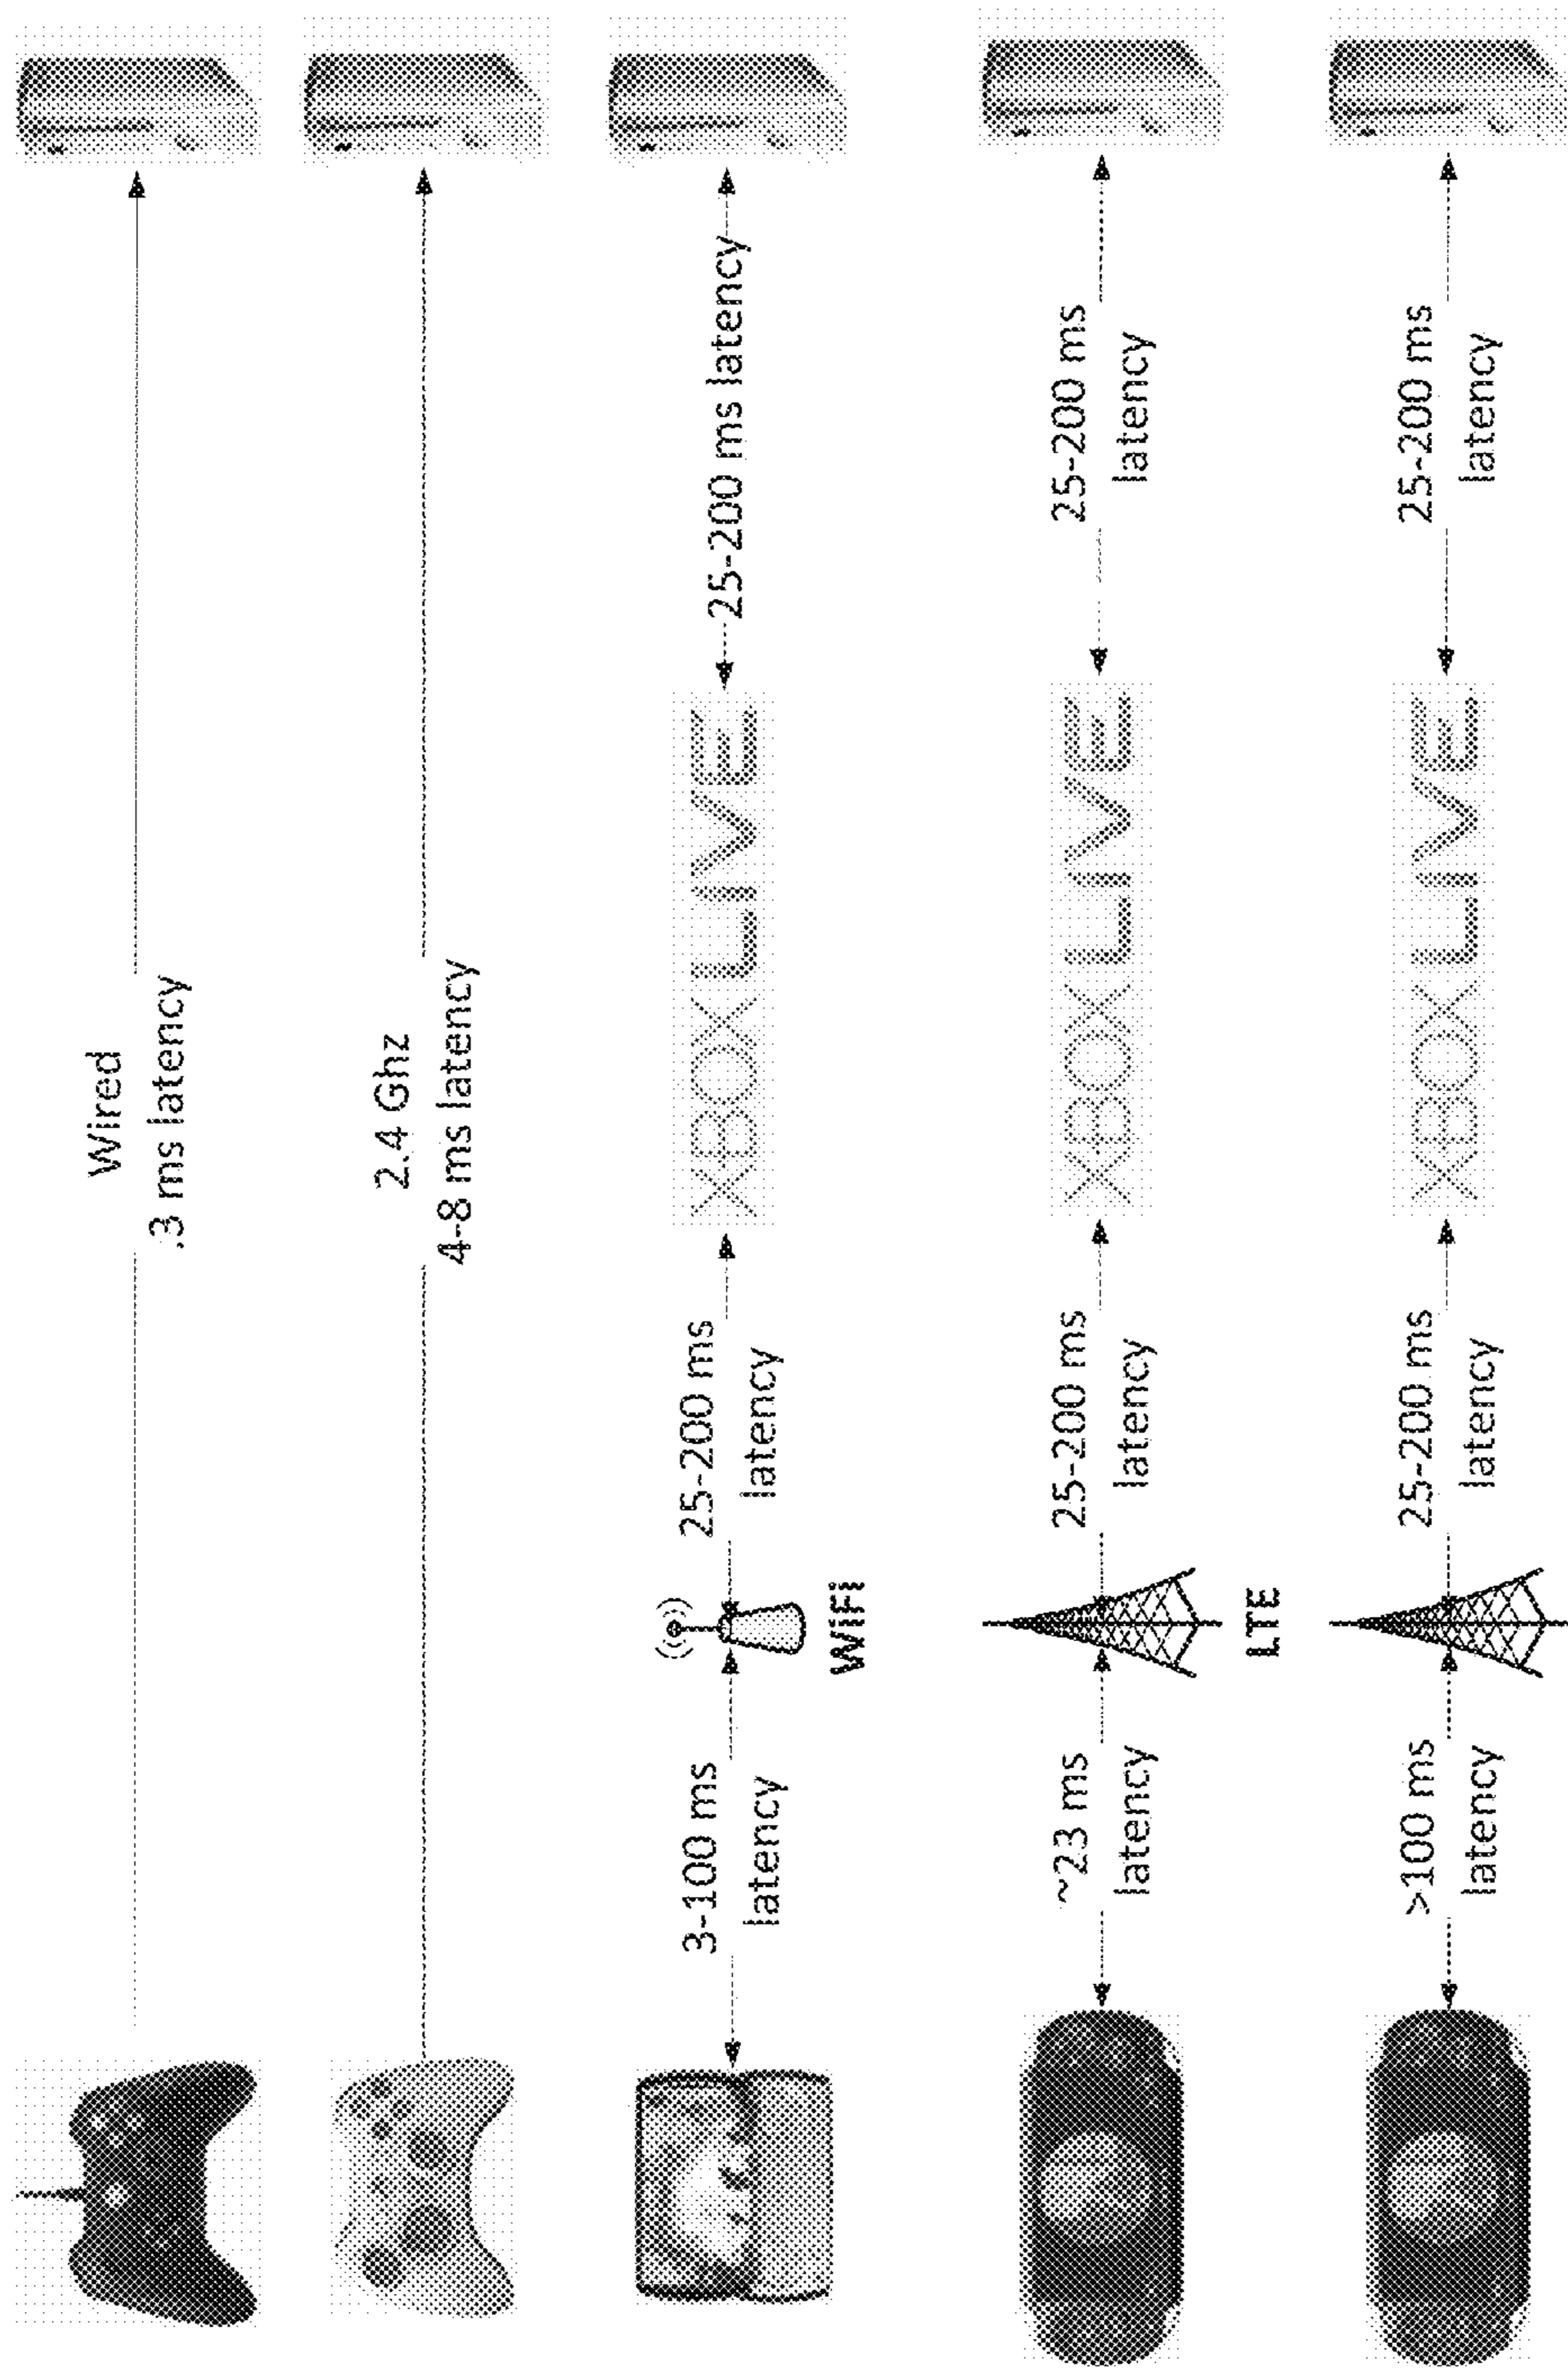 Wired
.3 ms latency
2.4 Ghz
4-8 ms latency
3-100 ms
latency
WiFi
25-200 ms
latency
XBOX LIVE
25-200 ms latency
~23 ms
latency
LTE
25-200 ms
latency
XBOX LIVE
25-200 ms
latency
>100 ms
latency
25-200 ms
latency
XBOX LIVE
25-200 ms
latency